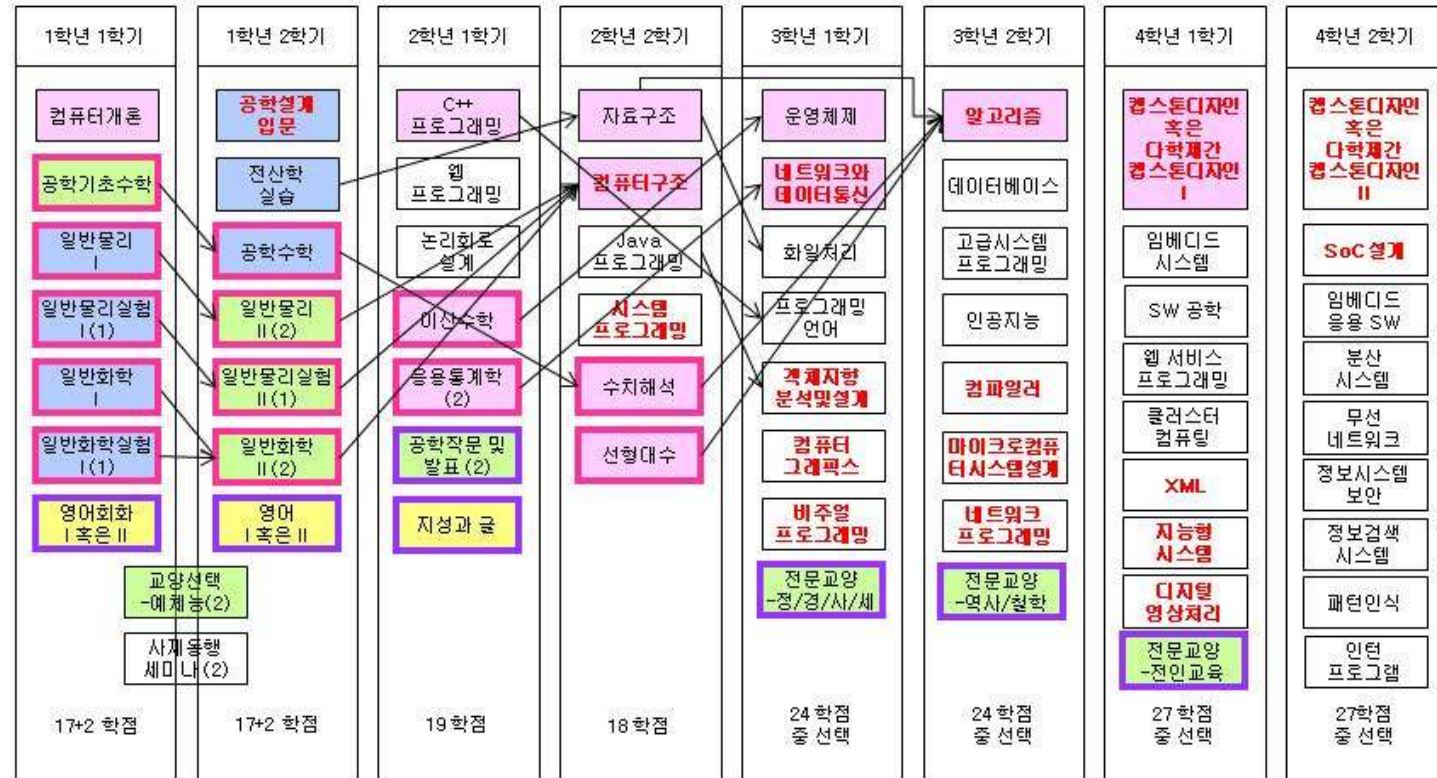 1학년 1학기
컴퓨터개론
공학기초수학
일반물리
I
일반물리실험
I(1)
일반화학
I
일반화학실험
I(1)
영어회화
I 혹은 II
1학년 2학기
공학설계
입문
전산학
실습
공학수학
일반물리
II(2)
일반물리실험
II(1)
일반화학
II(2)
영어
I 혹은 II
교양선택
-예체능(2)
사제동행
세미나(2)
17+2 학점
17+2 학점
2학년 1학기
C++
프로그래밍
웹
프로그래밍
논리회로
설계
이산수학
응용통계학
(2)
공학작문 및
발표(2)
지성과 글
19 학점
2학년 2학기
자료구조
컴퓨터구조
Java
프로그래밍
시스템
프로그래밍
수치해석
선형대수
18 학점
3학년 1학기
운영체제
네트워크와
데이터통신
화일처리
프로그래밍
언어
객체지향
분석및설계
컴퓨터
그래픽스
비주얼
프로그래밍
전문교양
-정/경/사/세
24 학점
중 선택
3학년 2학기
알고리즘
데이터베이스
고급시스템
프로그래밍
인공지능
컴파일러
마이크로컴퓨
터시스템설계
네트워크
프로그래밍
전문교양
-역사/철학
24 학점
중 선택
4학년 1학기
캡스톤디자인
혹은
다학제간
캡스톤디자인
I
임베디드
시스템
SW 공학
웹 서비스
프로그래밍
클러스터
컴퓨팅
XML
지능형
시스템
디지털
영상처리
전문교양
-전인교육
27 학점
중 선택
4학년 2학기
캡스톤디자인
혹은
다학제간
캡스톤디자인
II
SoC 설계
임베디드
응용 SW
분산
시스템
무선
네트워크
정보시스템
보안
정보검색
시스템
패턴인식
인턴
프로그램
27학점
중 선택